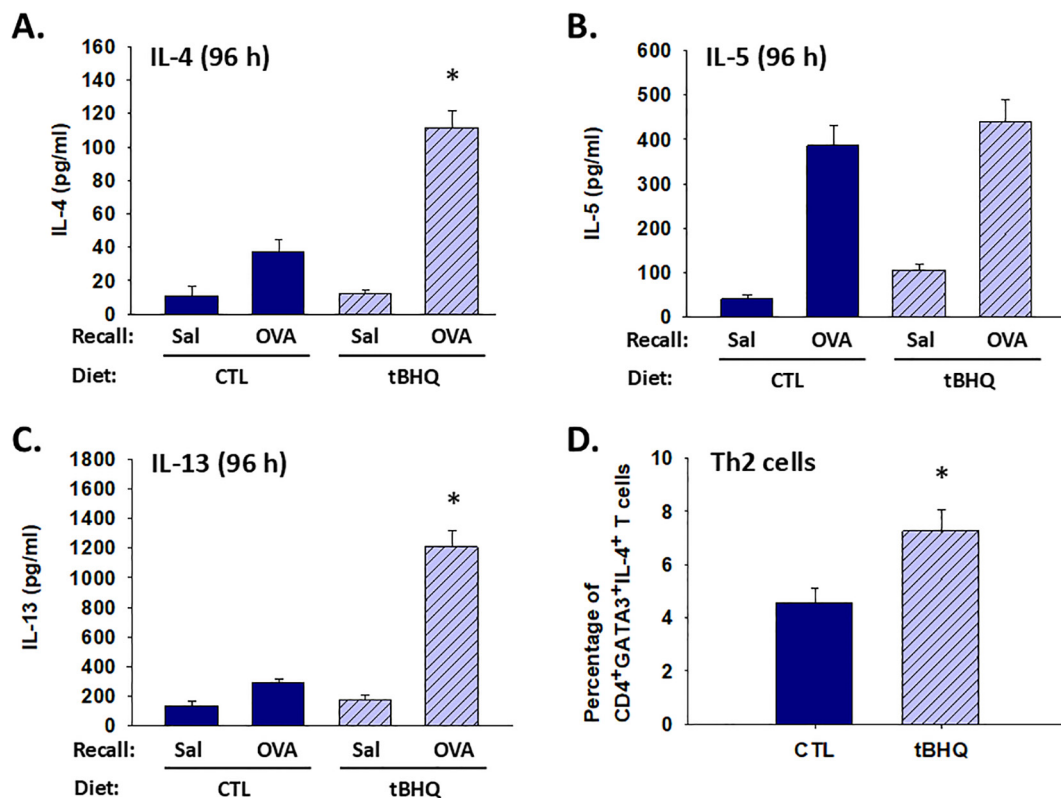 A.
IL-4 (96 h)
*
160
140
120
100
80
60
40
20
0
IL-4 (pg/ml)
Recall: Sal OVA Sal OVA
Diet: CTL tBHQ
B.
IL-5 (96 h)
600
500
400
300
200
100
0
IL-5 (pg/ml)
Recall: Sal OVA Sal OVA
Diet: CTL tBHQ
C.
IL-13 (96 h)
*
1800
1600
1400
1200
1000
800
600
400
200
0
IL-13 (pg/ml)
Recall: Sal OVA Sal OVA
Diet: CTL tBHQ
D.
Th2 cells
*
10
8
6
4
2
0
Percentage of
CD4⁺GATA3⁺IL-4⁺ T cells
CTL tBHQ